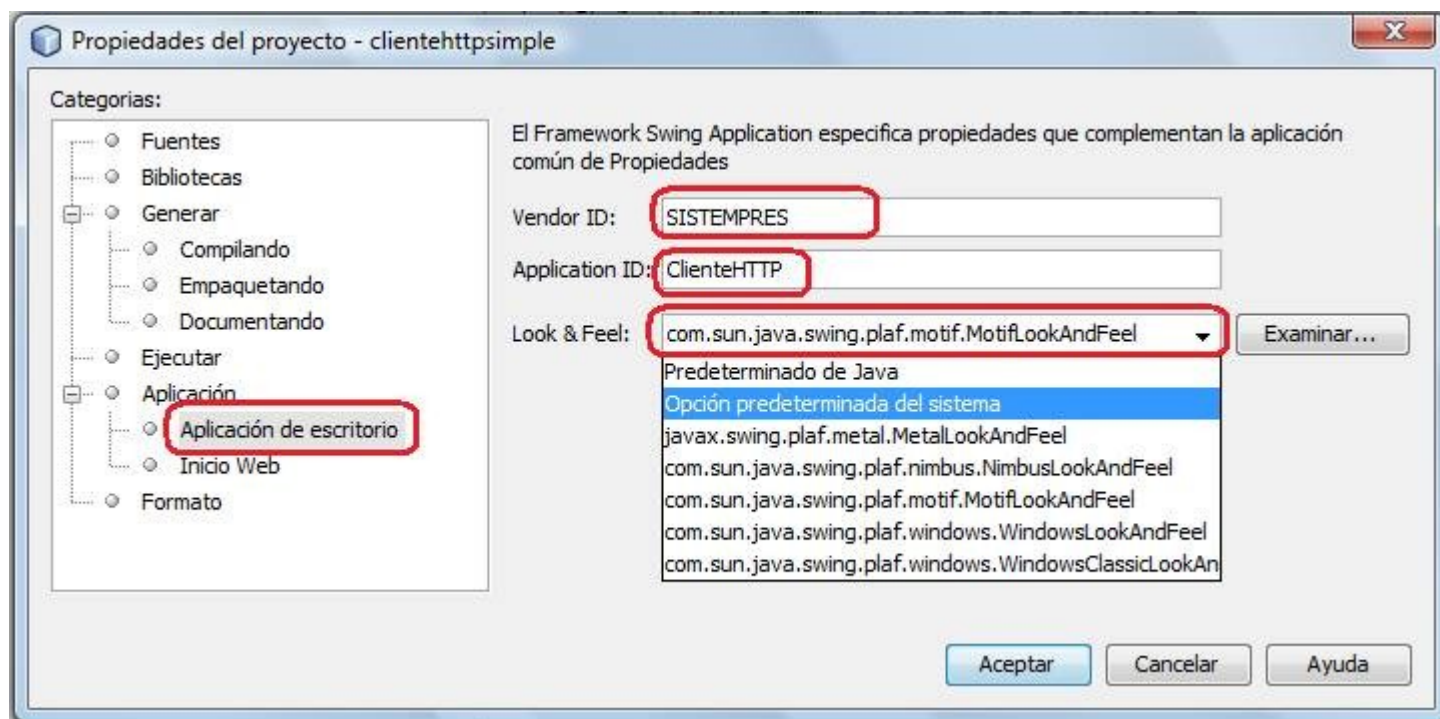 Propiedades del proyecto - clientehttpsimple
Categorias:
Fuentes
Bibliotecas
Generar
Compilando
Empaquetando
Documentando
Ejecutar
Aplicación
Aplicación de escritorio
Inicio Web
Formato
El Framework Swing Application especifica propiedades que complementan la aplicación
común de Propiedades
Vendor ID: SISTEMPRES
Application ID: ClienteHTTP
Look & Feel: com.sun.java.swing.plaf.motif.MotifLookAndFeel Examinar...
Predeterminado de Java
Opción predeterminada del sistema
javax.swing.plaf.metal.MetalLookAndFeel
com.sun.java.swing.plaf.nimbus.NimbusLookAndFeel
com.sun.java.swing.plaf.motif.MotifLookAndFeel
com.sun.java.swing.plaf.windows.WindowsLookAndFeel
com.sun.java.swing.plaf.windows.WindowsClassicLookAn
Aceptar Cancelar Ayuda